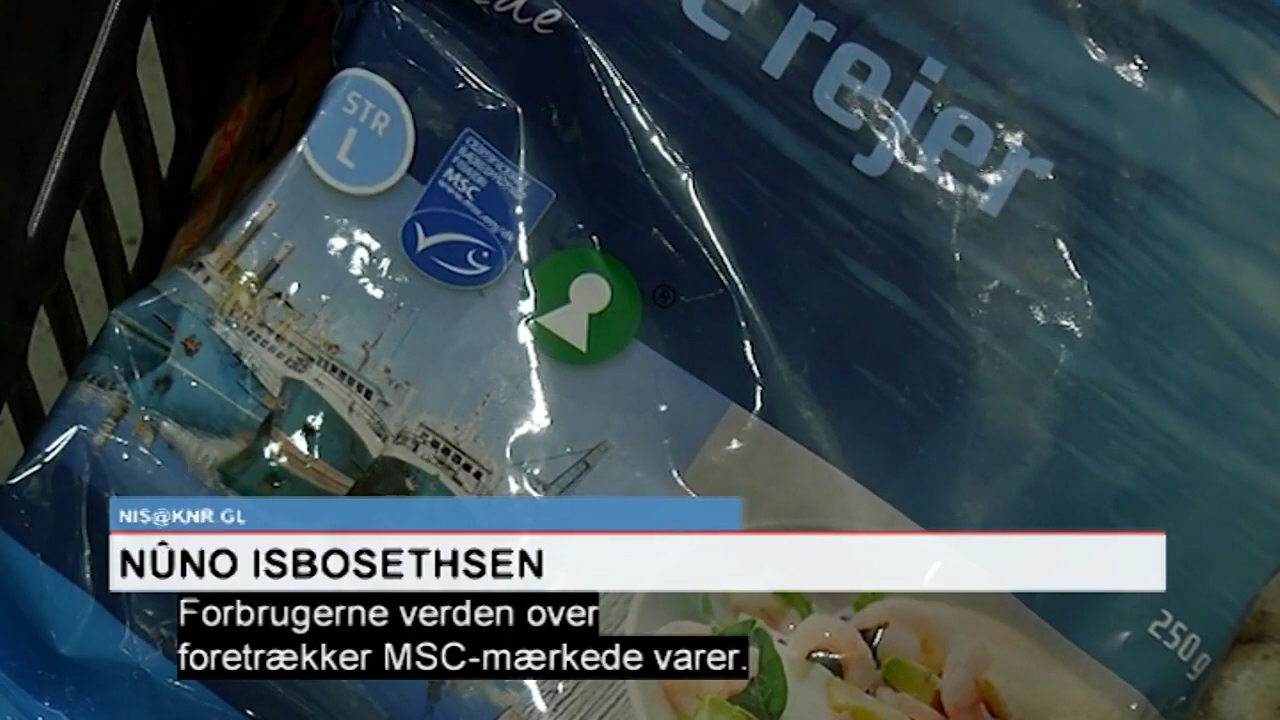 rejer
STR
L
MSC
®
NIS@KNR GL
NÛNO ISBOSETHSEN
Forbrugerne verden over
foretrækker MSC-mærkede varer.
250g